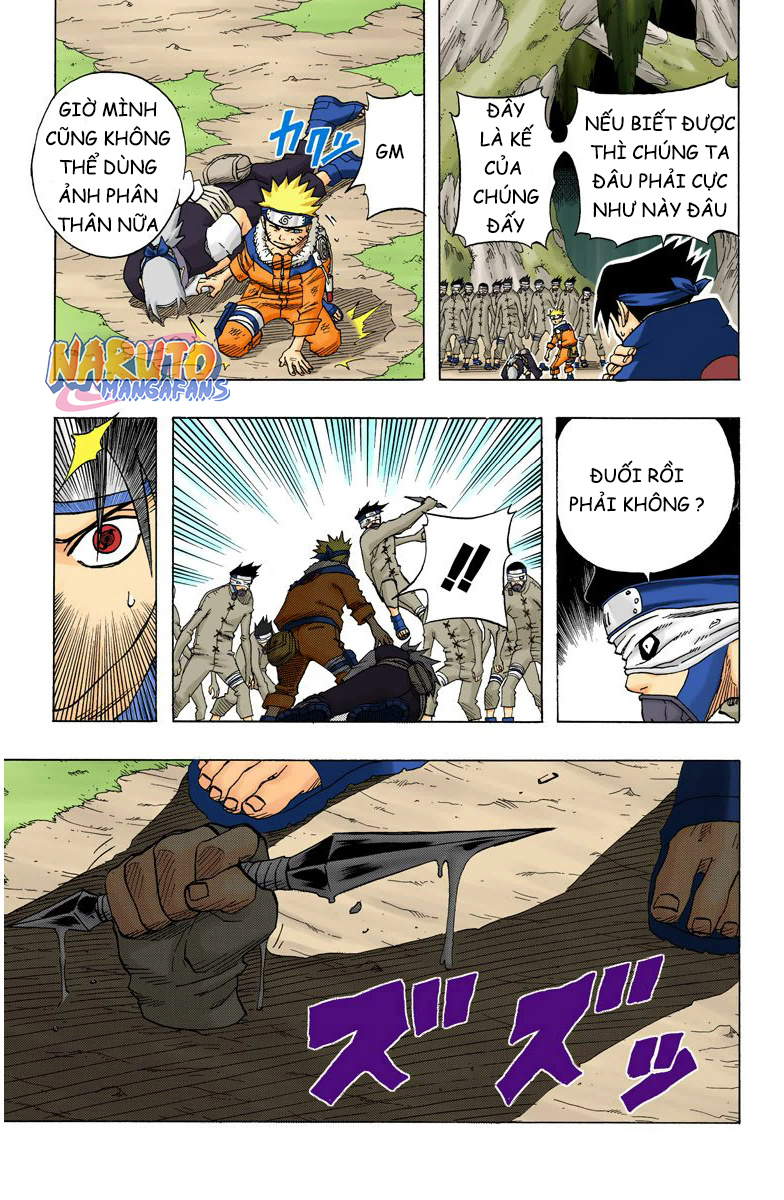 NẾU BIẾT ĐƯỢC
THÌ CHÚNG TA
ĐÂU PHẢI CỰC
NHƯ NÀY ĐÂU
ĐÂY
LÀ KẾ
CỦA
CHÚNG
ĐẤY
GM
カクッ
GIỜ MÌNH
CŨNG KHÔNG
THỂ DÙNG
ẢNH PHÂN
THÂN NỮA
NARUTO
MANGAFANS
ĐUỐI RỒI
PHẢI KHÔNG ?
!!
ズズッ